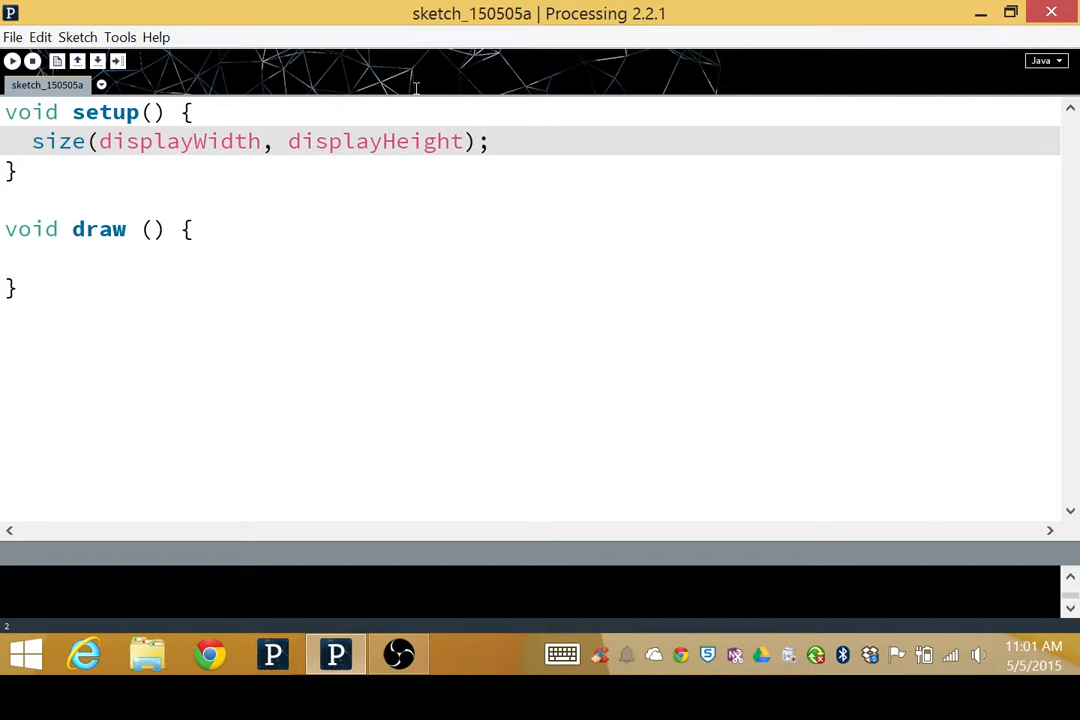 P
sketch_150505a | Processing 2.2.1
File Edit Sketch Tools Help
Java
sketch_150505a
void setup() {
  size(displayWidth, displayHeight);
}
void draw () {
}
2
P P
5
11:01 AM
5/5/2015